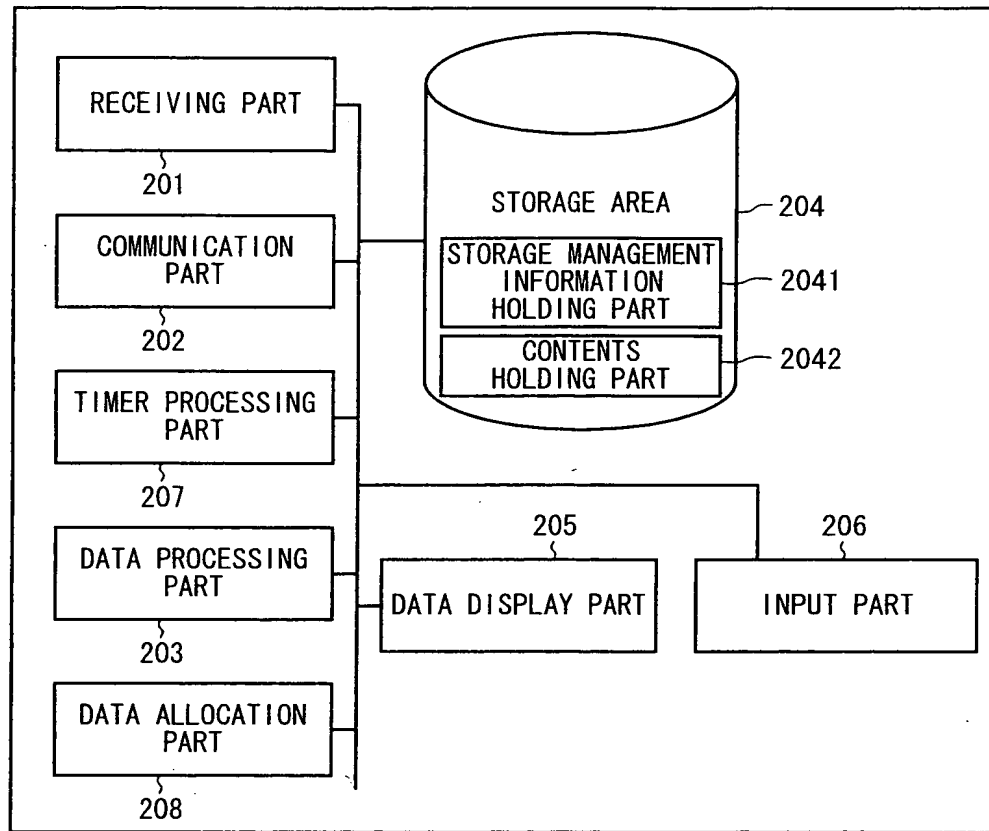 RECEIVING PART
201
COMMUNICATION
PART
202
TIMER PROCESSING
PART
207
DATA PROCESSING
PART
203
DATA ALLOCATION
PART
208
STORAGE AREA
204
STORAGE MANAGEMENT
INFORMATION
HOLDING PART
2041
CONTENTS
HOLDING PART
2042
205
DATA DISPLAY PART
206
INPUT PART